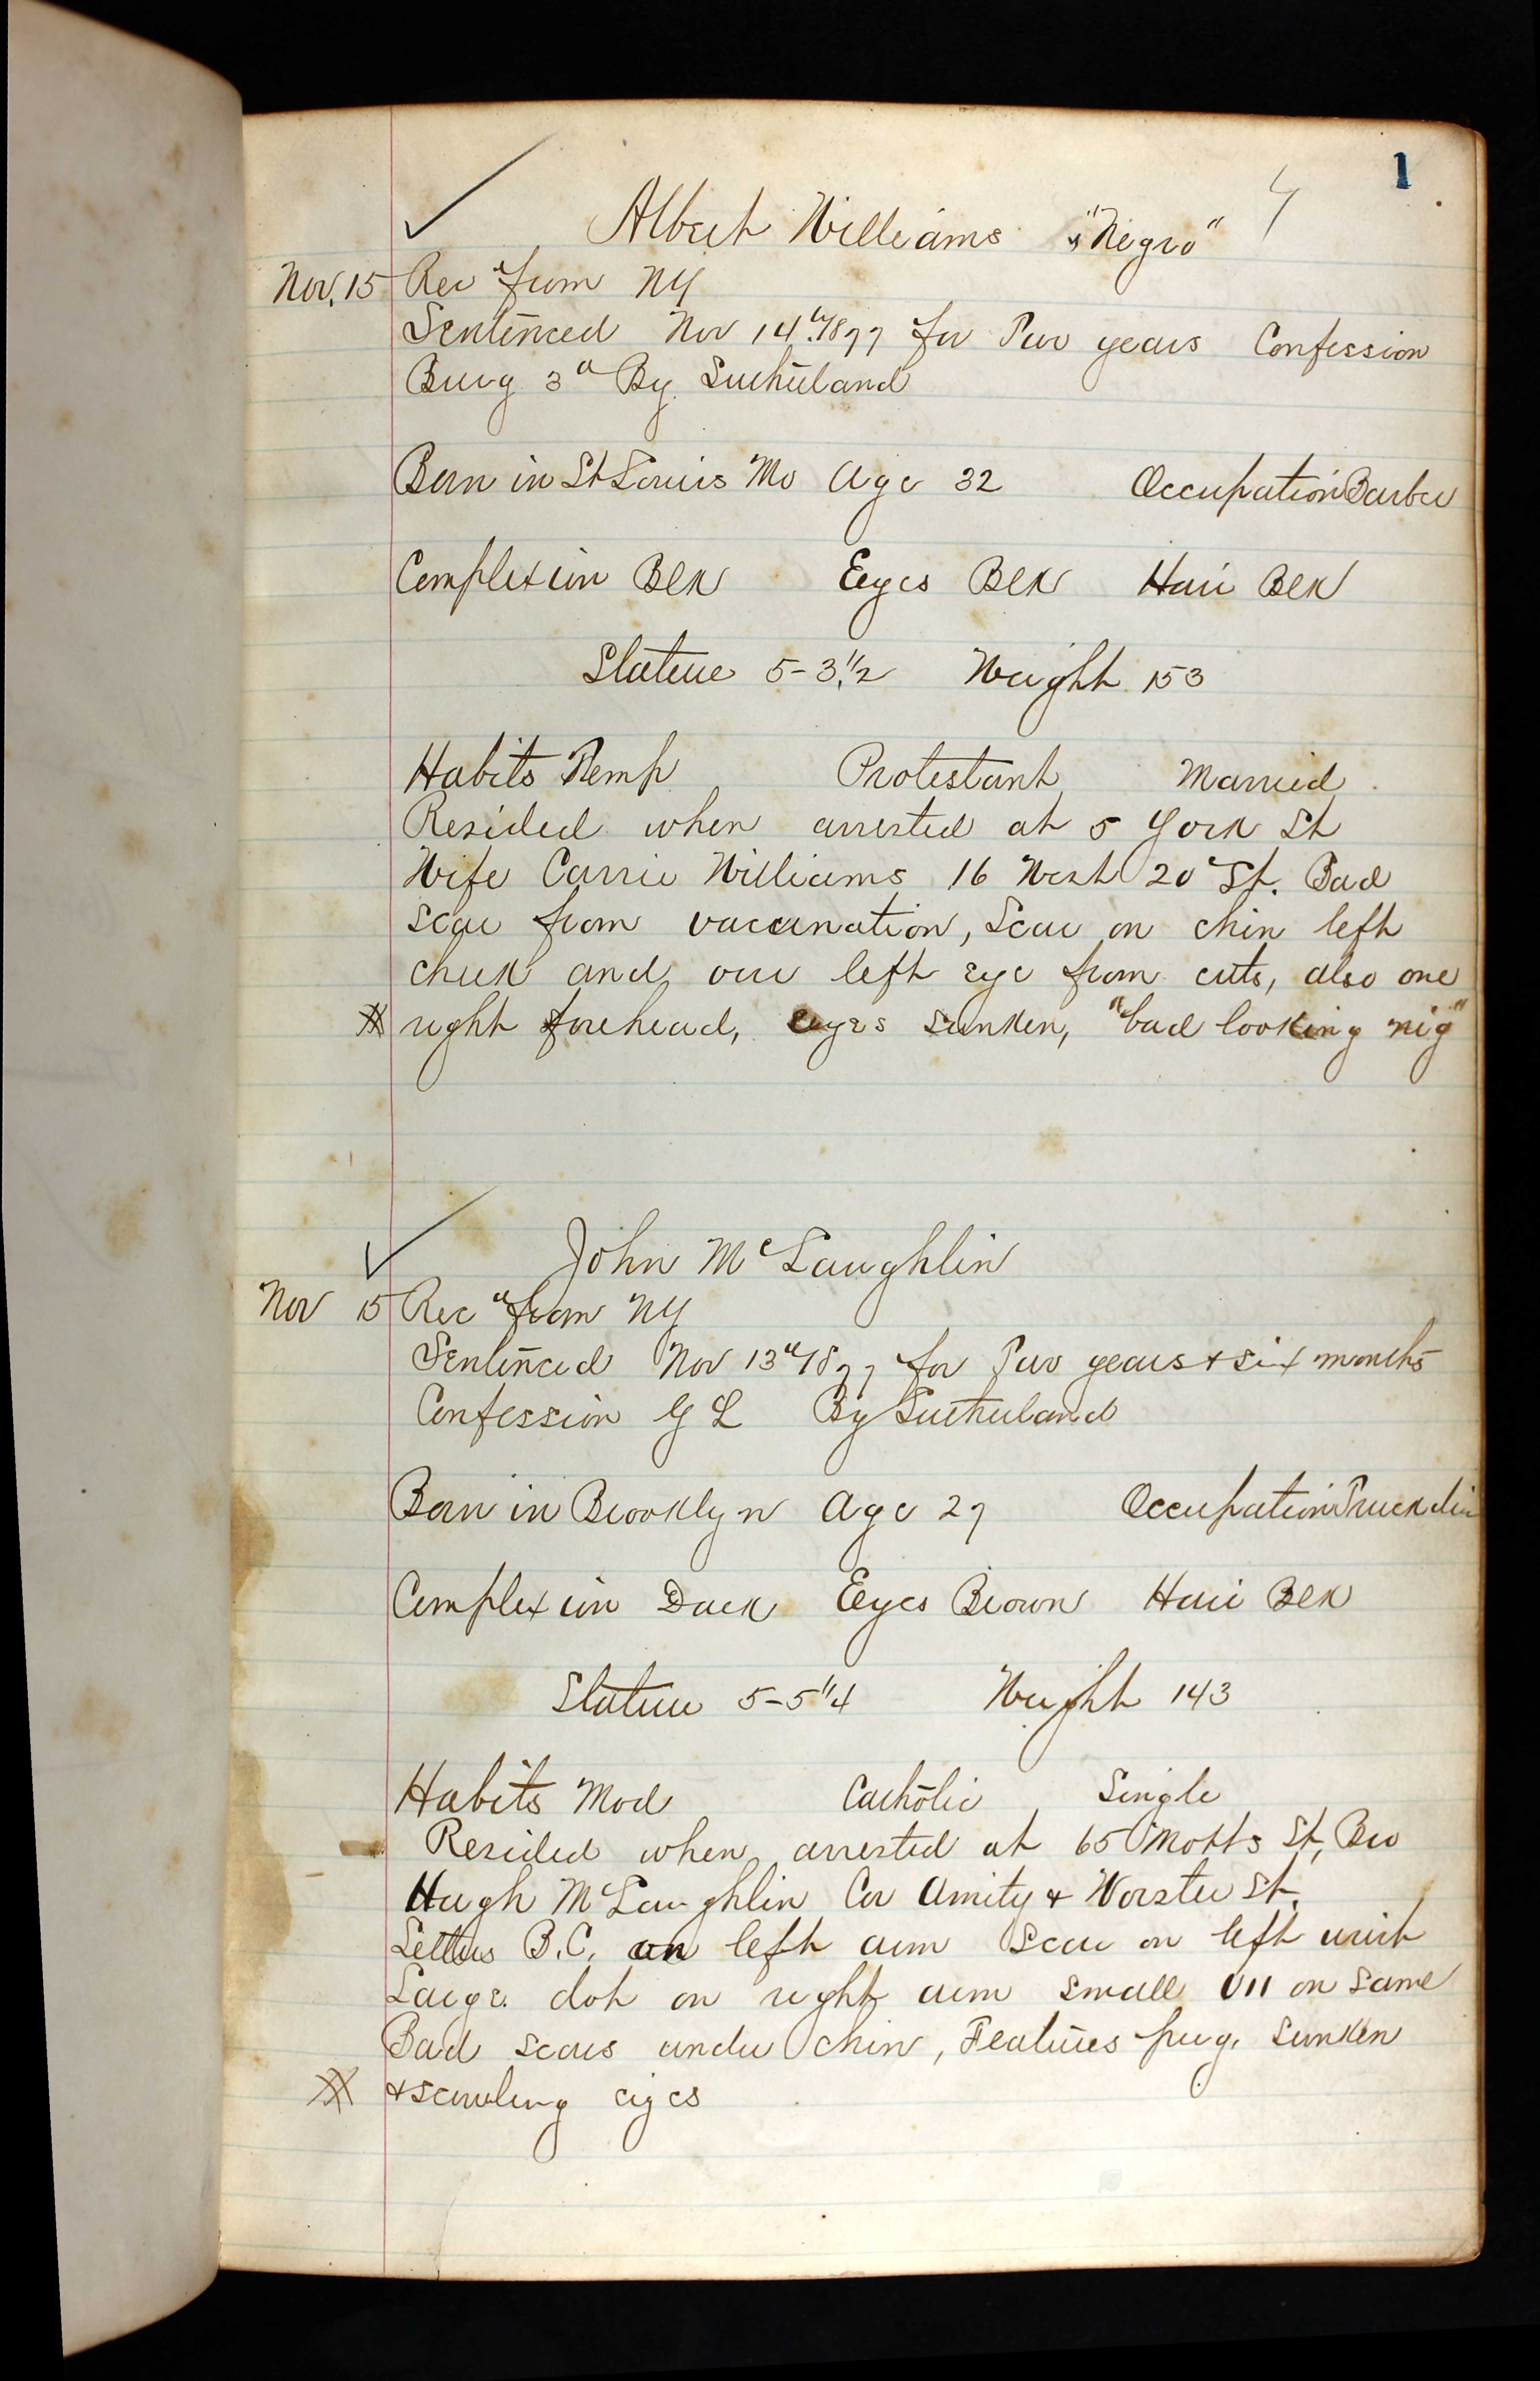 1
Albert Williams "Negro"
Nov. 15 Rec d from NY
Sentenced Nov 14th 1877 for Two years Confession
Burg 3d By Sutherland
Born in St Louis Mo Age 32 Occupation Barber
Complexion Blk Eyes Blk Hair Blk
Stature 5-3 1/2 Weight 153
Habits Temp Protestant Married
Resided when arrested at 5 York St
Wife Carrie Williams 16 West 20th St. Bad
scar from vaccination, Scar on chin left
cheek and over left eye from cuts, also one
right forehead, eyes sunken, "bad looking nig"
John McLaughlin
Nov 15 Rec d from NY
Sentenced Nov 13th 1877 for Two years + six months
Confession G L By Sutherland
Born in Brooklyn Age 27 Occupation
Complexion Dark Eyes Brown Hair Blk
Stature 5-5 1/4 Weight 143
Habits Mod Catholic Single
Resided when arrested at 65 Motts St, Bro
Hugh McLaughlin Cor Amity + Worster St.
Letters B.C. on left arm Scar on left wrist
Large dot on right arm small on same
Bad scars under chin, Features pug, sunken
+ scowling eyes